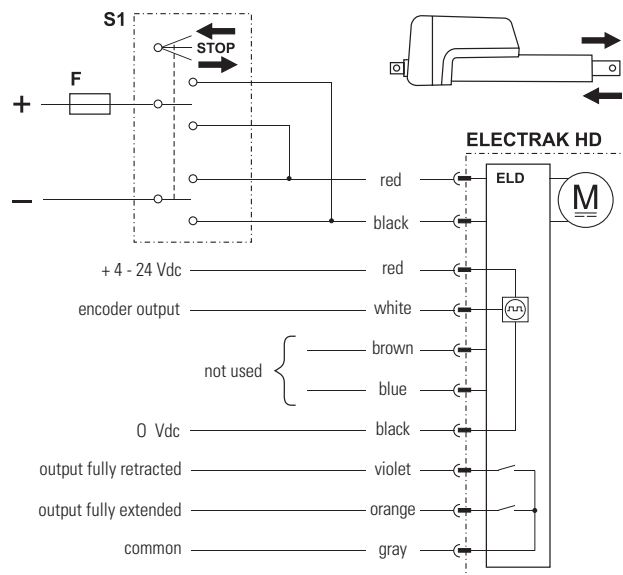 S1
STOP
F
+
–
ELECTRAK HD
ELD
M
red
black
+ 4 - 24 Vdc red
encoder output white
not used
brown
blue
0 Vdc black
output fully retracted violet
output fully extended orange
common gray